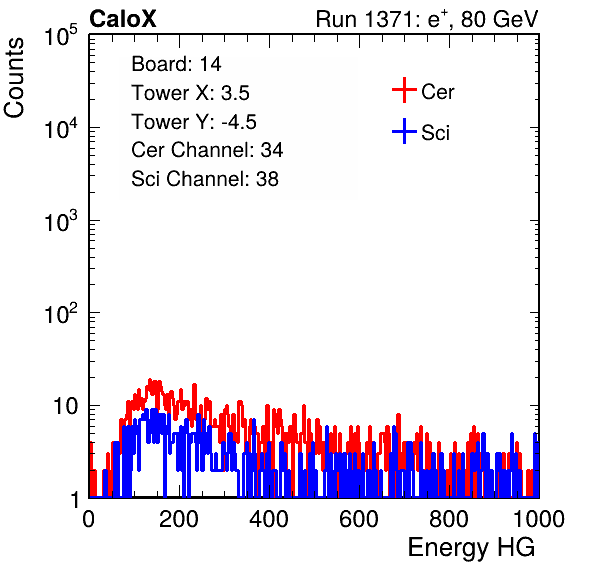 CaloX Run 1371: e⁺, 80 GeV
Counts
Board: 14
Tower X: 3.5
Tower Y: -4.5
Cer Channel: 34
Sci Channel: 38
Cer
Sci
10⁵
10⁴
10³
10²
10
1
0 200 400 600 800 1000
Energy HG